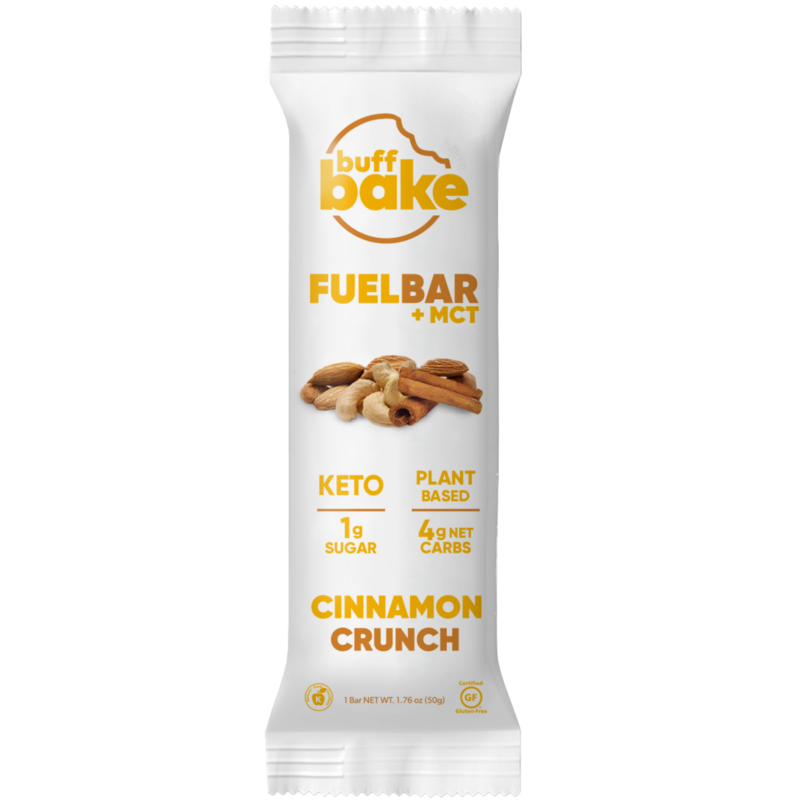 buff
bake
FUELBAR
+ MCT
KETO
PLANT
BASED
1g
SUGAR
4g NET
CARBS
CINNAMON
CRUNCH
K
1 Bar NET WT. 1.76 oz (50g)
Certified
GF
Gluten-Free